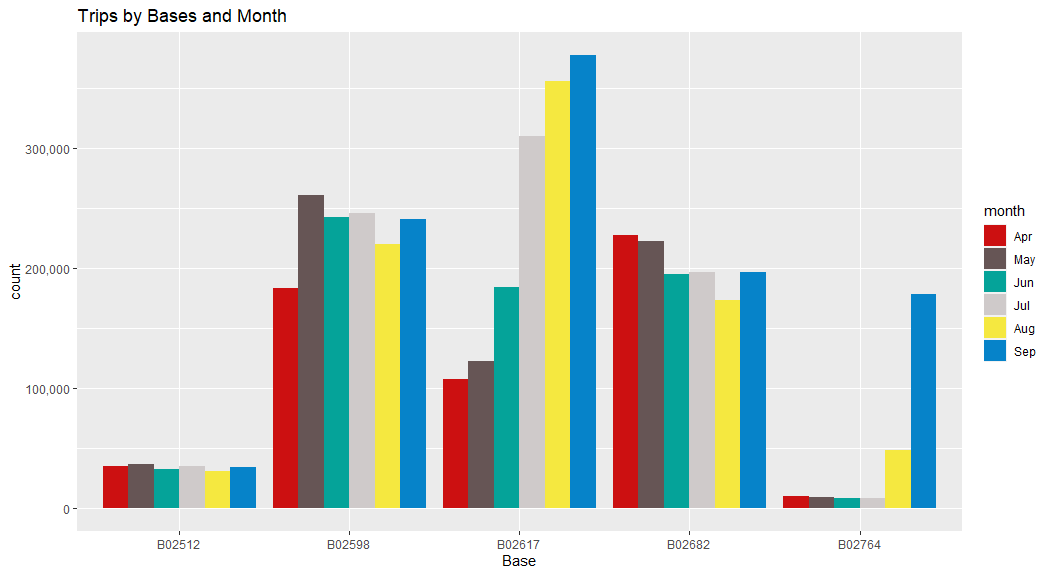 Trips by Bases and Month
count
300,000
200,000
100,000
0
B02512
B02598
B02617
B02682
B02764
Base
month
Apr
May
Jun
Jul
Aug
Sep